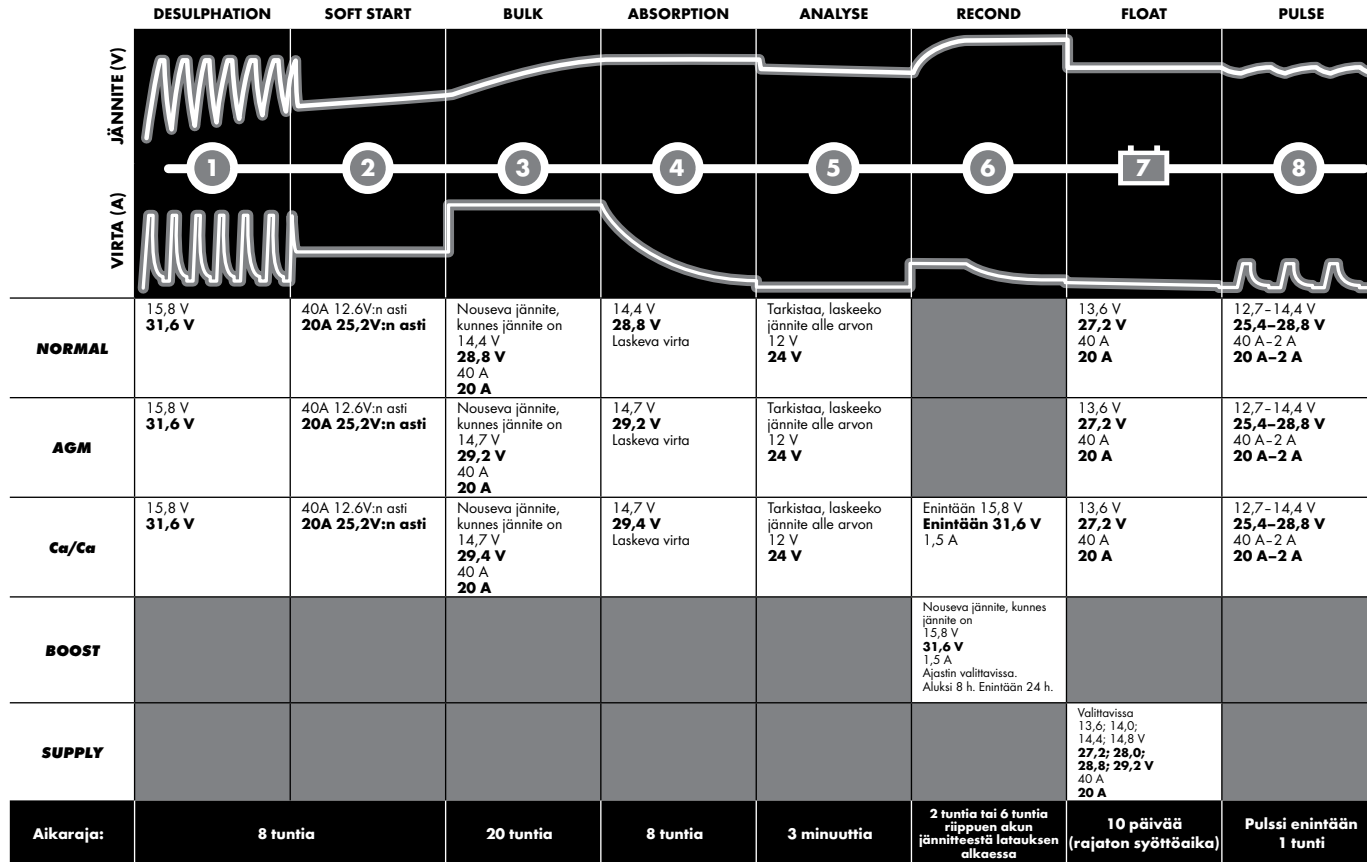 DESULPHATION SOFT START BULK ABSORPTION ANALYSE RECOND FLOAT PULSE
JÄNNITE (V)
1 2 3 4 5 6 7 8
VIRTA (A)
NORMAL
15,8 V
31,6 V
40A 12.6V:n asti
20A 25,2V:n asti
Nouseva jännite,
kunnes jännite on
14,4 V
28,8 V
40 A
20 A
14,4 V
28,8 V
Laskeva virta
Tarkistaa, laskeeko
jännite alle arvon
12 V
24 V
13,6 V
27,2 V
40 A
20 A
12,7–14,4 V
25,4–28,8 V
40 A–2 A
20 A–2 A
AGM
15,8 V
31,6 V
40A 12.6V:n asti
20A 25,2V:n asti
Nouseva jännite,
kunnes jännite on
14,7 V
29,2 V
40 A
20 A
14,7 V
29,2 V
Laskeva virta
Tarkistaa, laskeeko
jännite alle arvon
12 V
24 V
13,6 V
27,2 V
40 A
20 A
12,7–14,4 V
25,4–28,8 V
40 A–2 A
20 A–2 A
Ca/Ca
15,8 V
31,6 V
40A 12.6V:n asti
20A 25,2V:n asti
Nouseva jännite,
kunnes jännite on
14,7 V
29,4 V
40 A
20 A
14,7 V
29,4 V
Laskeva virta
Tarkistaa, laskeeko
jännite alle arvon
12 V
24 V
Enintään 15,8 V
Enintään 31,6 V
1,5 A
13,6 V
27,2 V
40 A
20 A
12,7–14,4 V
25,4–28,8 V
40 A–2 A
20 A–2 A
BOOST
Nouseva jännite, kunnes
jännite on
15,8 V
31,6 V
1,5 A
Ajastin valittavissa.
Aluksi 8 h. Enintään 24 h.
SUPPLY
Valittavissa
13,6; 14,0;
14,4; 14,8 V
27,2; 28,0;
28,8; 29,2 V
40 A
20 A
Aikaraja:
8 tuntia
20 tuntia
8 tuntia
3 minuuttia
2 tuntia tai 6 tuntia
riippuen akun
jännitteestä latauksen
alkaessa
10 päivää
(rajaton syöttöaika)
Pulssi enintään
1 tunti